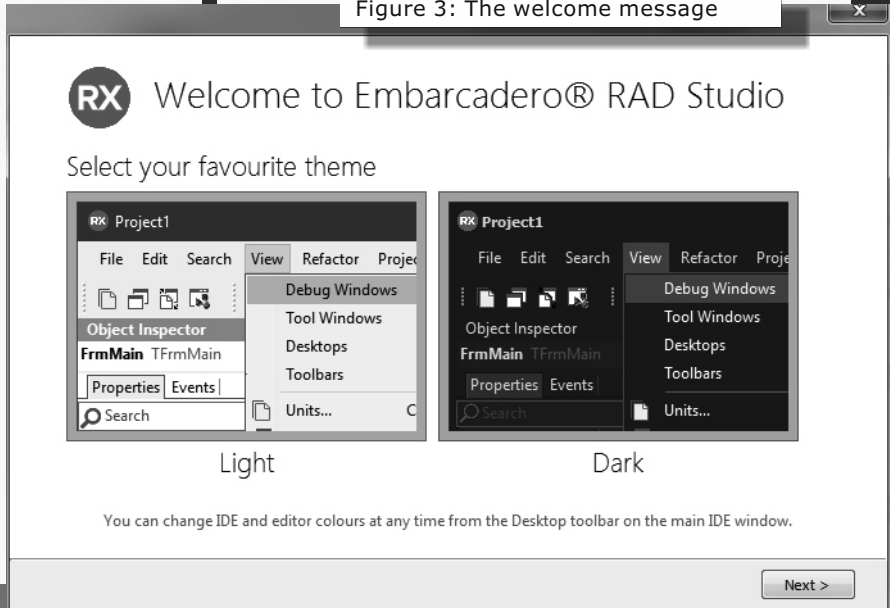 Figure 3: The welcome message
x
RX Welcome to Embarcadero® RAD Studio
Select your favourite theme
RX Project1
File Edit Search View Refactor Projec
Debug Windows
Tool Windows
Object Inspector
Desktops
FrmMain TFrmMain
Toolbars
Properties Events
Search
Units... C
Light
RX Project1
File Edit Search View Refactor Proje
Debug Windows
Tool Windows
Object Inspector
Desktops
FrmMain TFrmMain
Toolbars
Properties Events
Search
Units...
Dark
You can change IDE and editor colours at any time from the Desktop toolbar on the main IDE window.
Next >